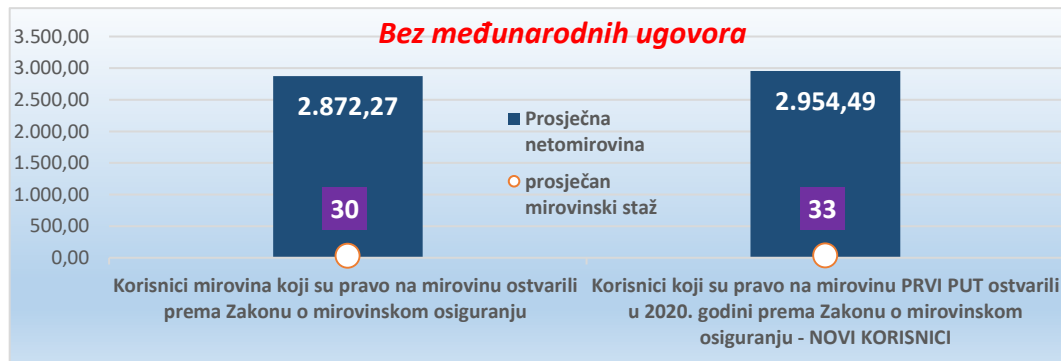 Bez međunarodnih ugovora
3.500,00
3.000,00
2.500,00
2.000,00
1.500,00
1.000,00
500,00
0,00
2.872,27
30
2.954,49
33
Prosječna
netomirovina
prosječan
mirovinski staž
Korisnici mirovina koji su pravo na mirovinu ostvarili
prema Zakonu o mirovinskom osiguranju
Korisnici koji su pravo na mirovinu PRVI PUT ostvarili
u 2020. godini prema Zakonu o mirovinskom
osiguranju - NOVI KORISNICI